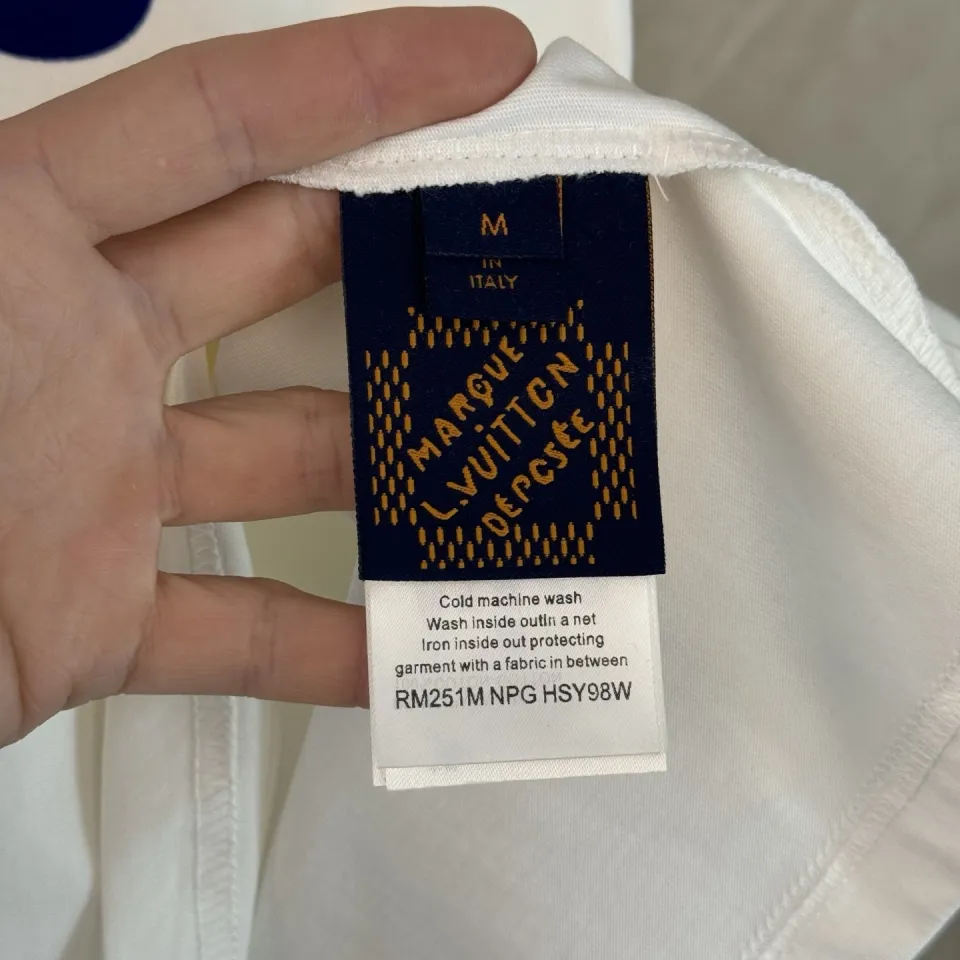 M
IN
ITALY
MARQUE
L.VUITTON
DÉPOSÉE
Cold machine wash
Wash inside outin a net
Iron inside out protecting
garment with a fabric in between
RM251M NPG HSY98W